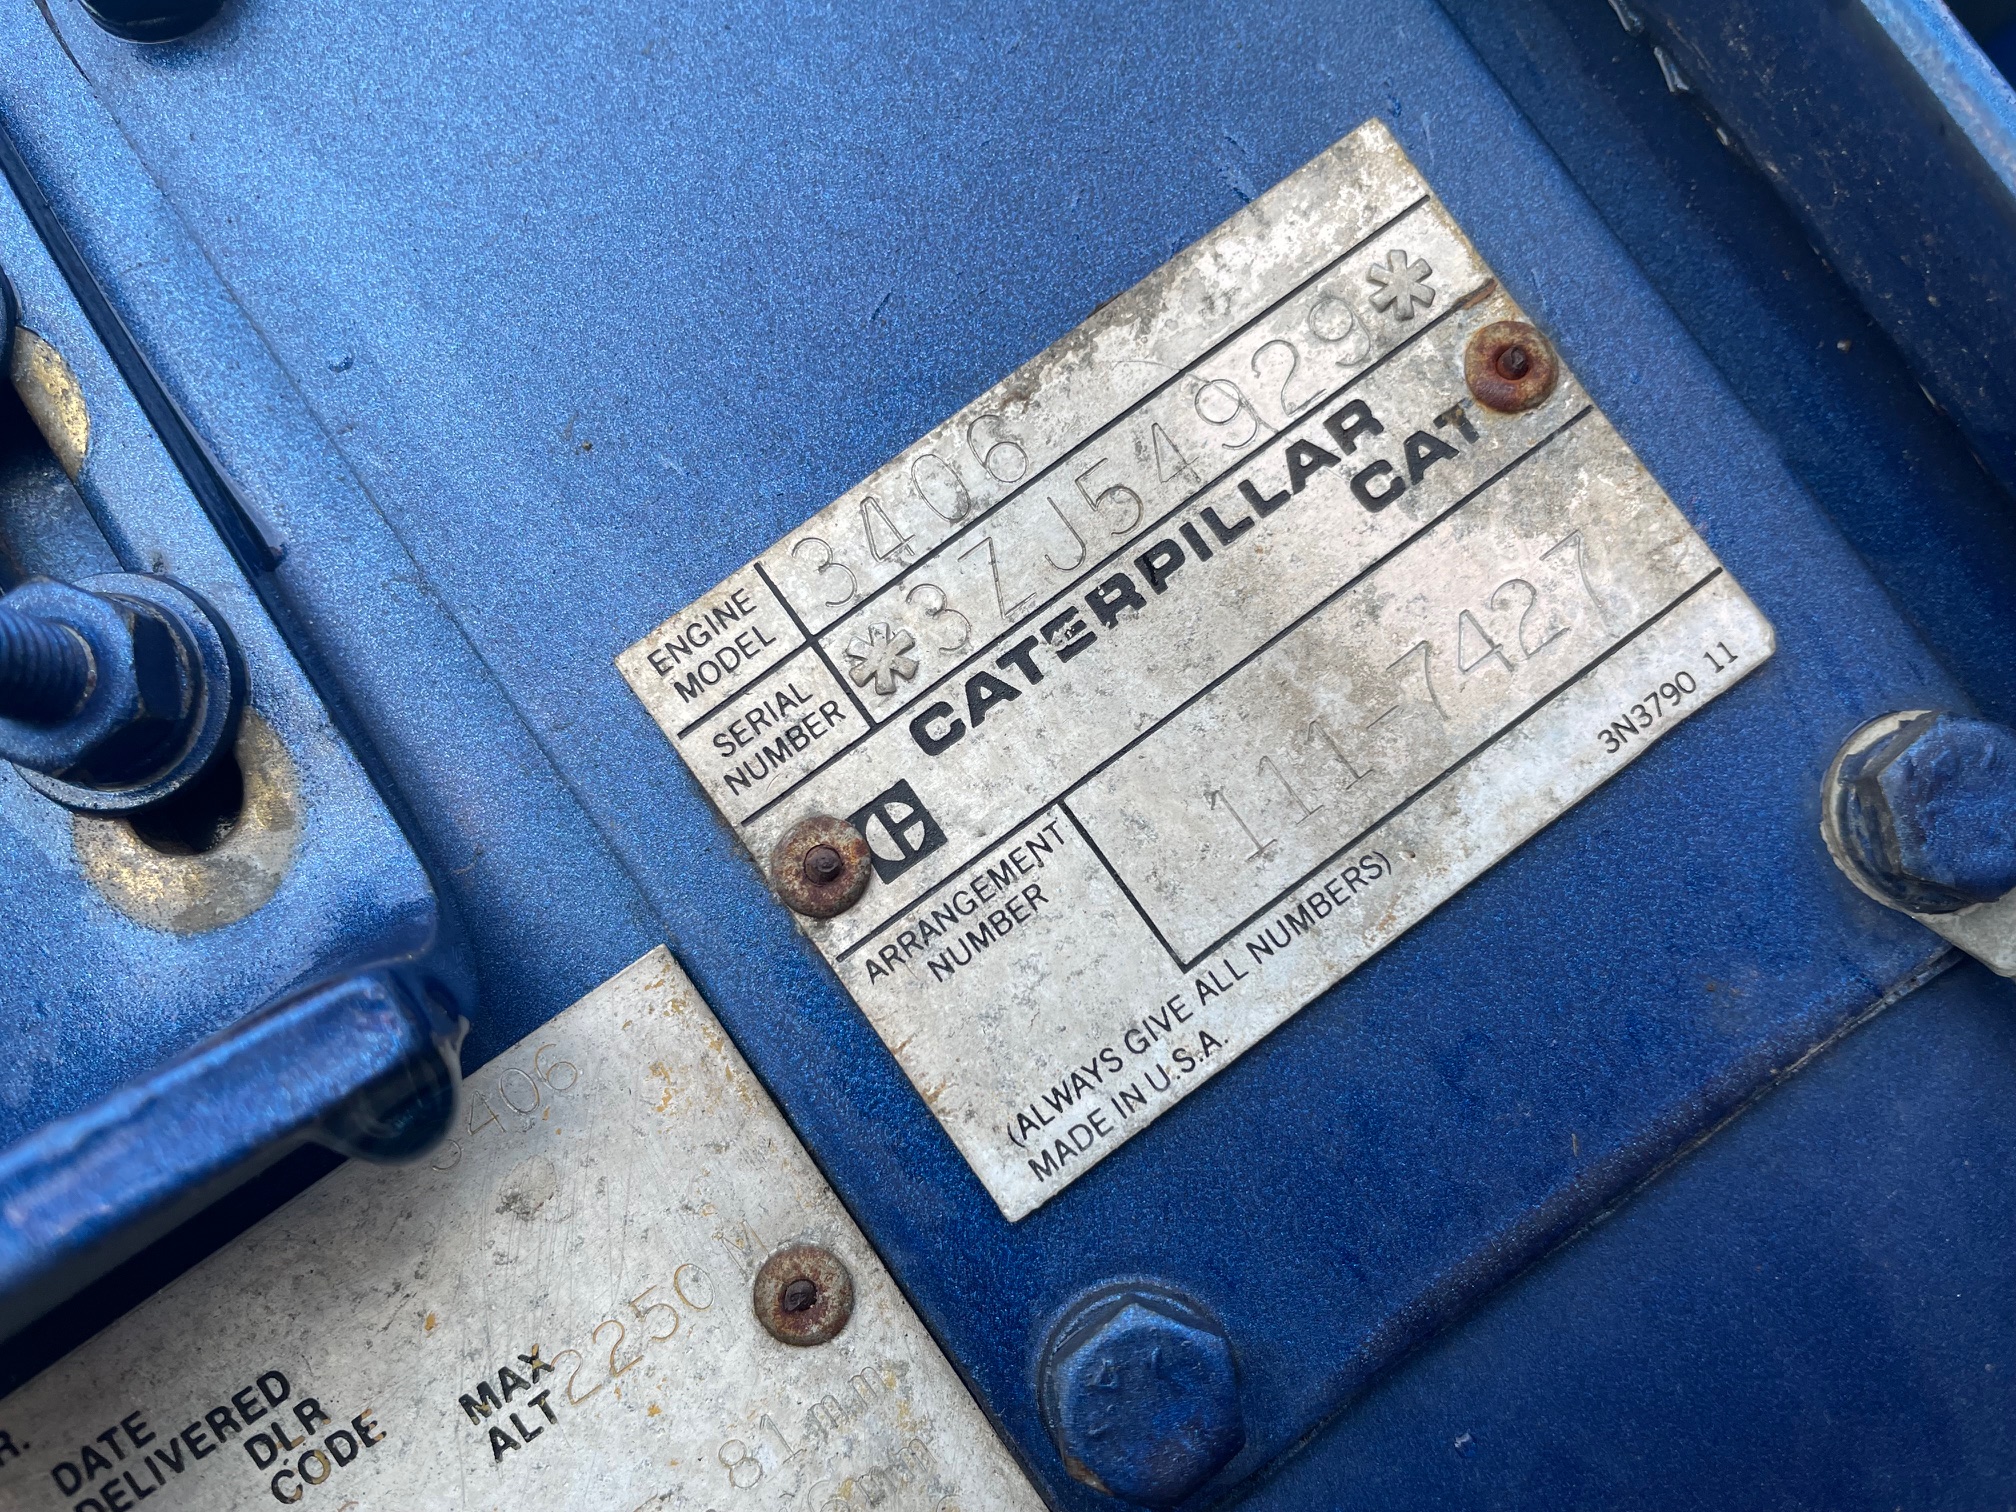 ENGINE
MODEL
3406
SERIAL
NUMBER
*3ZJ54929*
CATERPILLAR
CAT
ARRANGEMENT
NUMBER
111-7427
(ALWAYS GIVE ALL NUMBERS)
MADE IN U.S.A.
3N3790 11
3406
MAX
ALT
2250 M
DATE
DELIVERED
DLR
CODE
81 mm